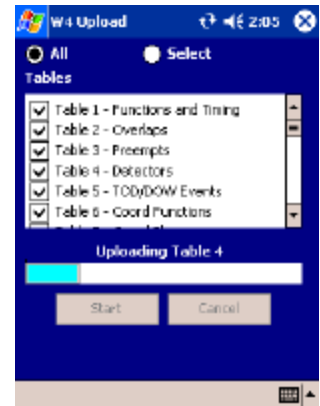 W4 Upload 2:05
All Select
Tables
Table 1 - Functions and Timing
Table 2 - Overlaps
Table 3 - Preempts
Table 4 - Detectors
Table 5 - TOD/DOW Events
Table 6 - Coord Functions
Uploading Table 4
Start Cancel